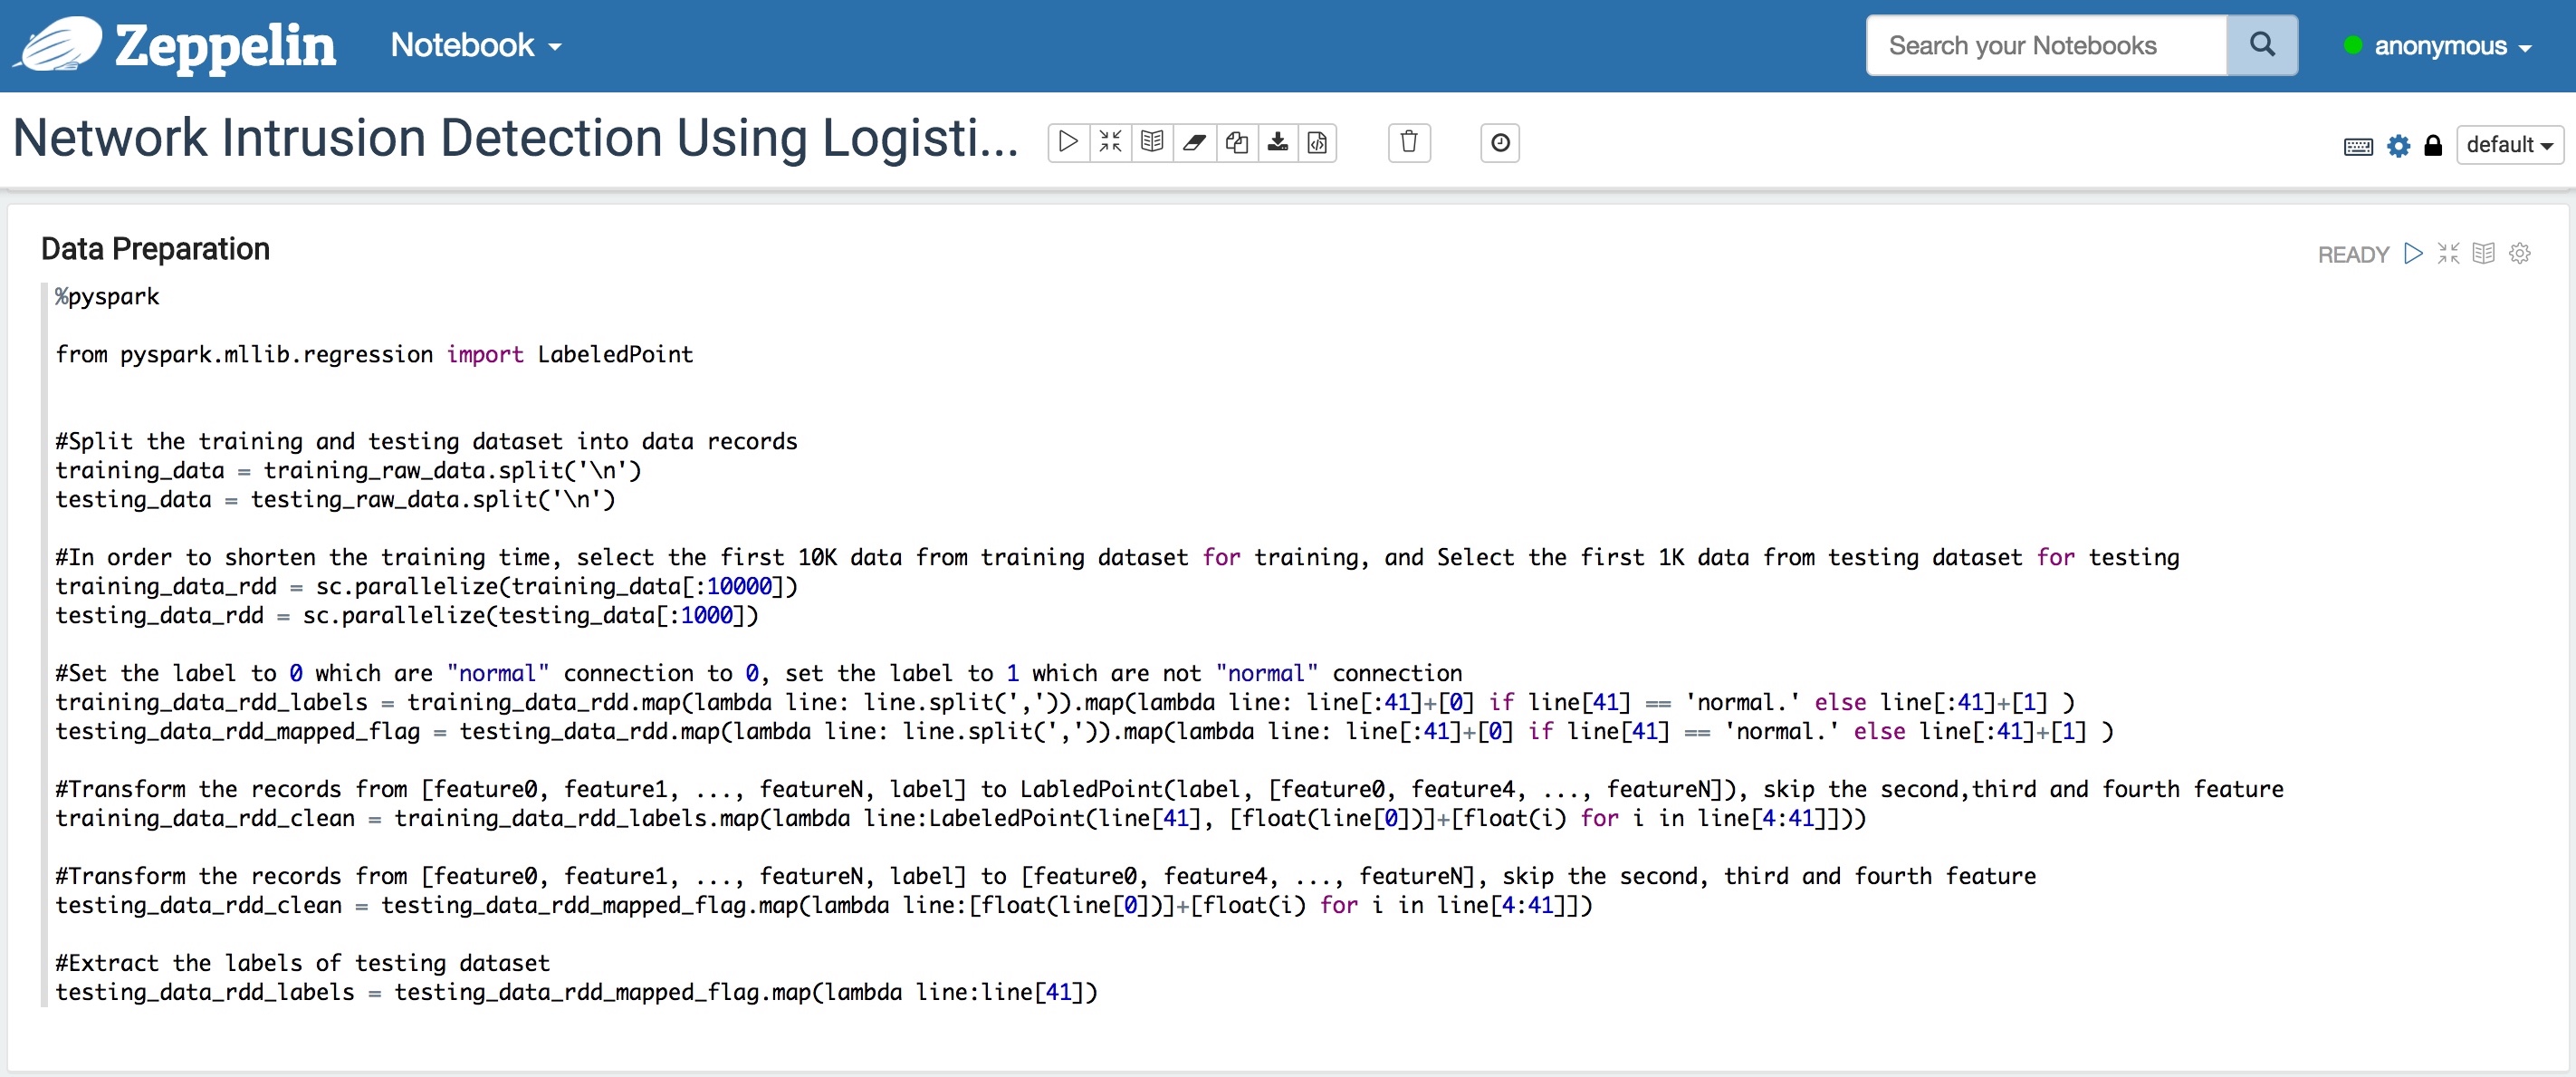 Zeppelin Notebook Search your Notebooks anonymous
Network Intrusion Detection Using Logisti... default
Data Preparation READY
%pyspark
from pyspark.mllib.regression import LabeledPoint
#Split the training and testing dataset into data records
training_data = training_raw_data.split('\n')
testing_data = testing_raw_data.split('\n')
#In order to shorten the training time, select the first 10K data from training dataset for training, and Select the first 1K data from testing dataset for testing
training_data_rdd = sc.parallelize(training_data[:10000])
testing_data_rdd = sc.parallelize(testing_data[:1000])
#Set the label to 0 which are "normal" connection to 0, set the label to 1 which are not "normal" connection
training_data_rdd_labels = training_data_rdd.map(lambda line: line.split(',')).map(lambda line: line[:41]+[0] if line[41] == 'normal.' else line[:41]+[1] )
testing_data_rdd_mapped_flag = testing_data_rdd.map(lambda line: line.split(',')).map(lambda line: line[:41]+[0] if line[41] == 'normal.' else line[:41]+[1] )
#Transform the records from [feature0, feature1, ..., featureN, label] to LabledPoint(label, [feature0, feature4, ..., featureN]), skip the second,third and fourth feature
training_data_rdd_clean = training_data_rdd_labels.map(lambda line:LabeledPoint(line[41], [float(line[0])]+[float(i) for i in line[4:41]]))
#Transform the records from [feature0, feature1, ..., featureN, label] to [feature0, feature4, ..., featureN], skip the second, third and fourth feature
testing_data_rdd_clean = testing_data_rdd_mapped_flag.map(lambda line:[float(line[0])]+[float(i) for i in line[4:41]])
#Extract the labels of testing dataset
testing_data_rdd_labels = testing_data_rdd_mapped_flag.map(lambda line:line[41])